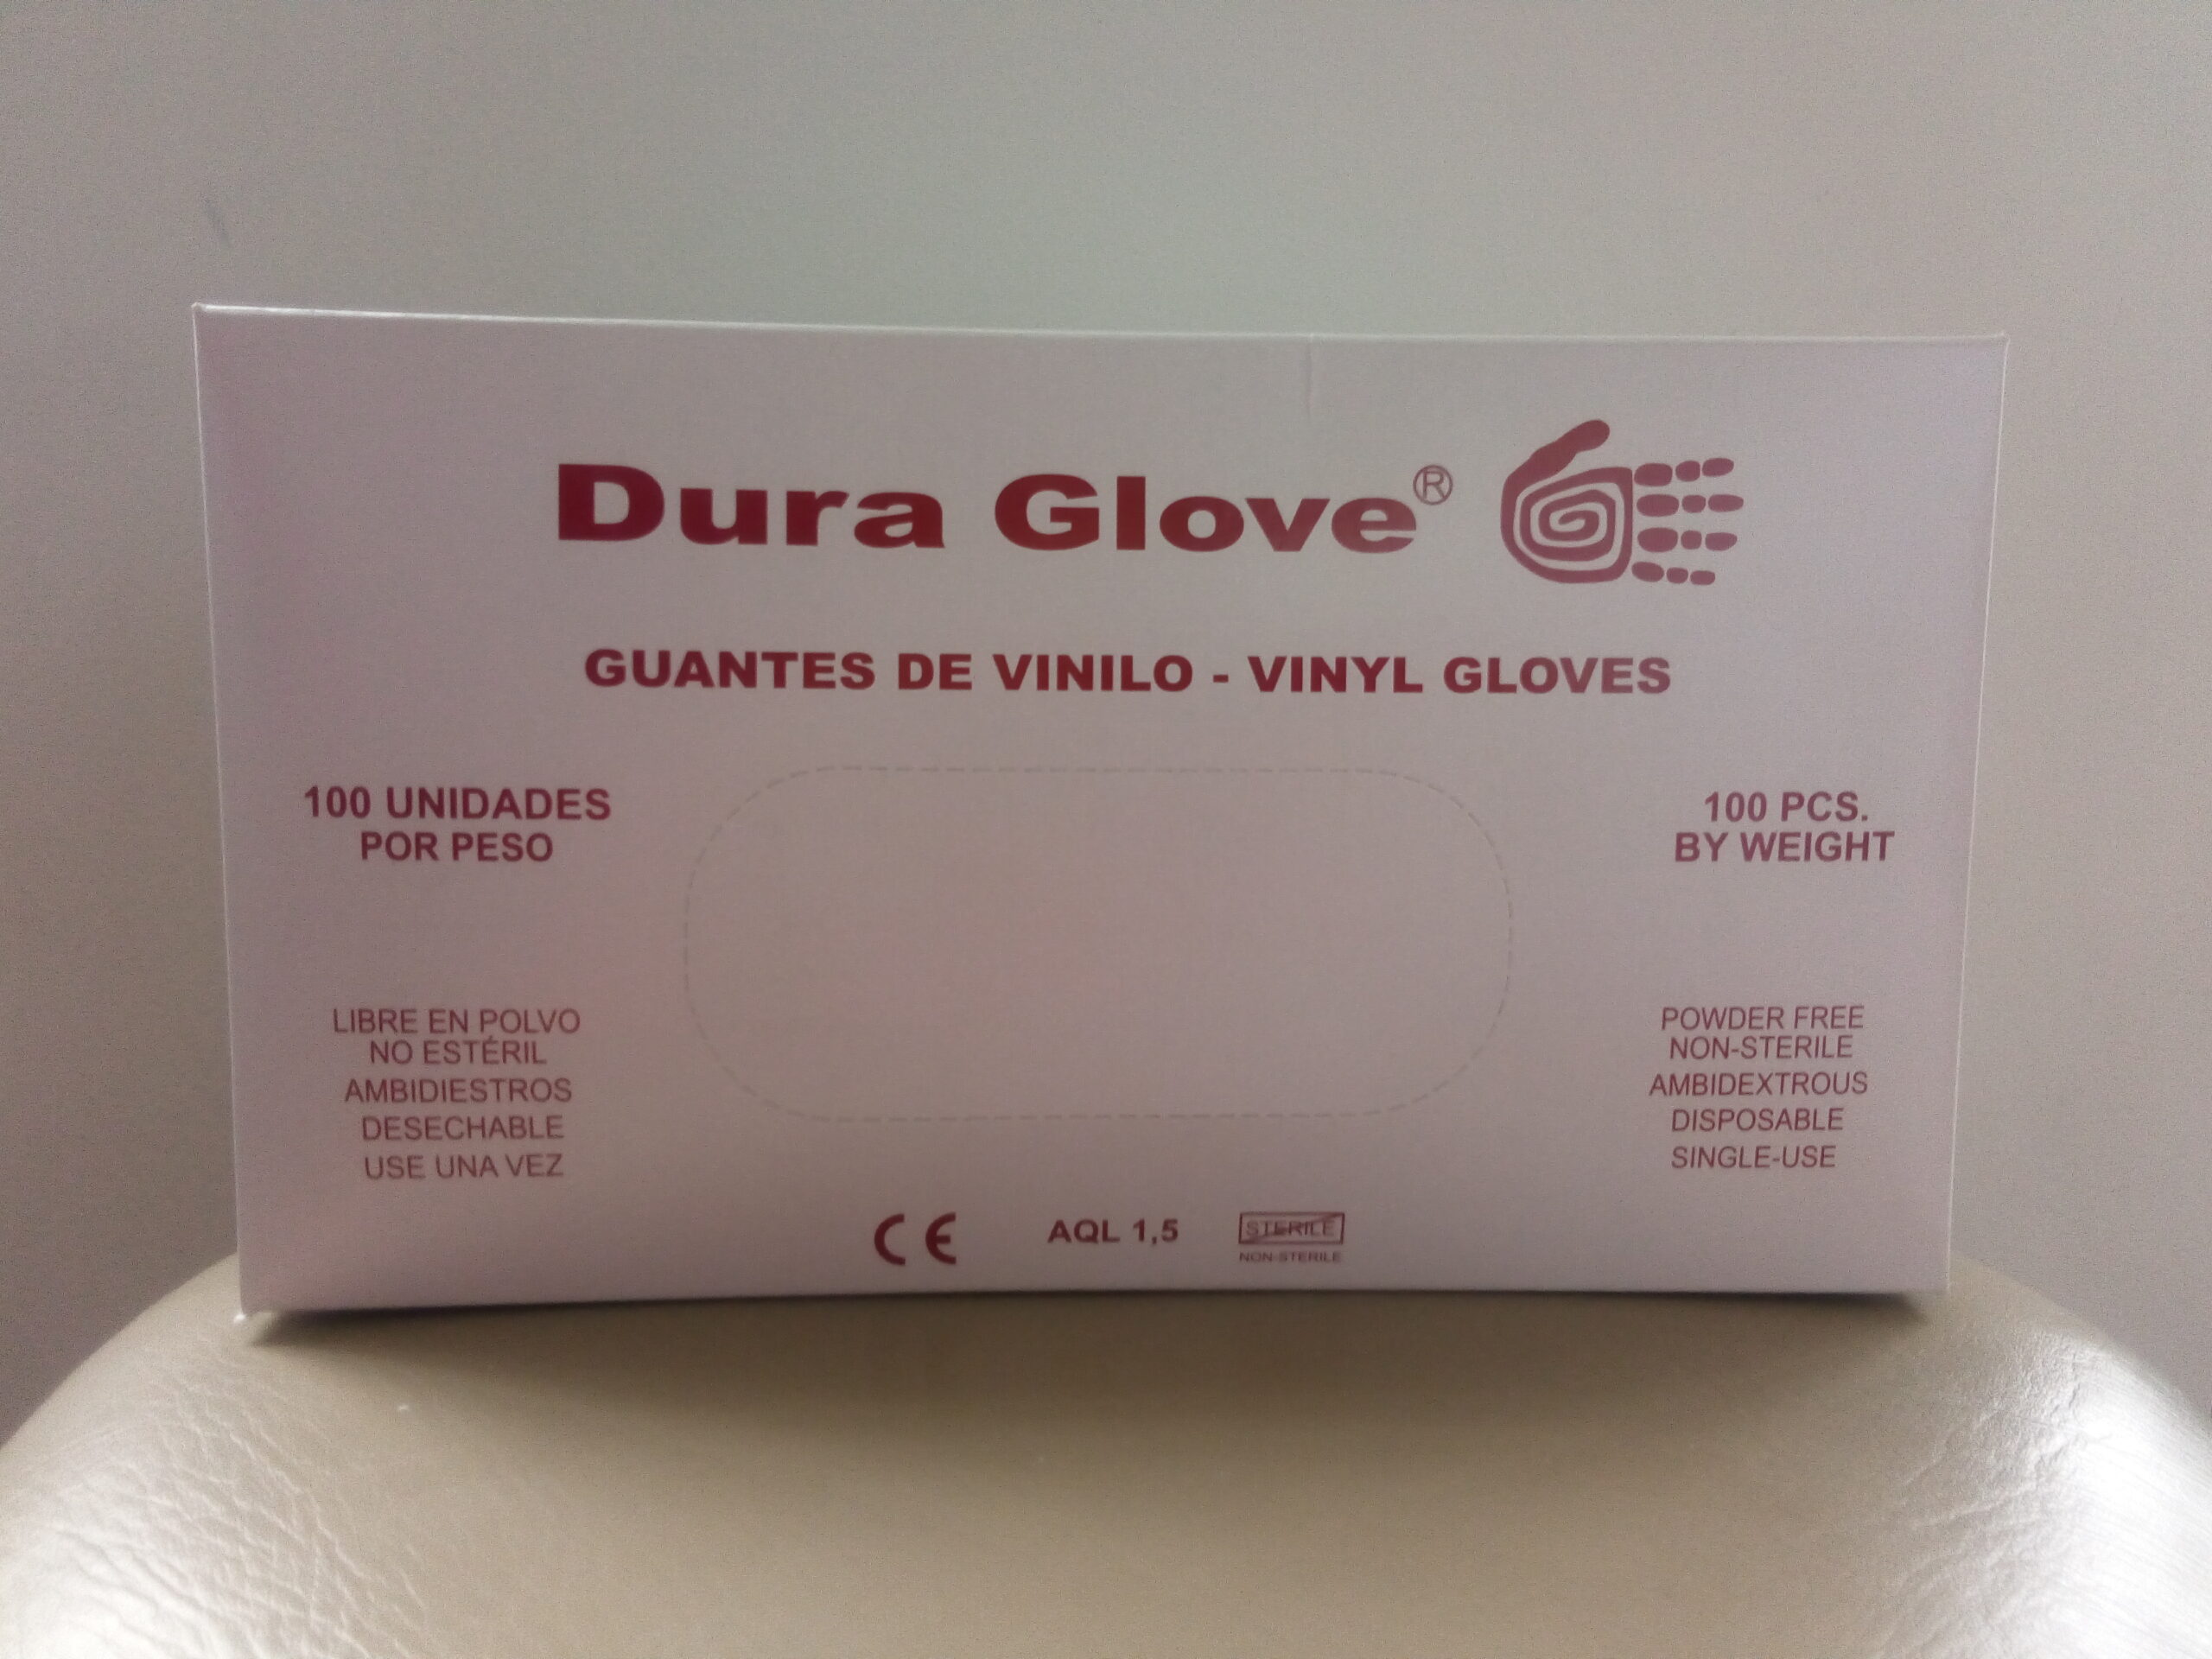 Dura Glove®
GUANTES DE VINILO - VINYL GLOVES
100 UNIDADES
POR PESO
100 PCS.
BY WEIGHT
LIBRE EN POLVO
NO ESTÉRIL
AMBIDIESTROS
DESECHABLE
USE UNA VEZ
POWDER FREE
NON-STERILE
AMBIDEXTROUS
DISPOSABLE
SINGLE-USE
CE AQL 1,5 STERILE
NON-STERILE